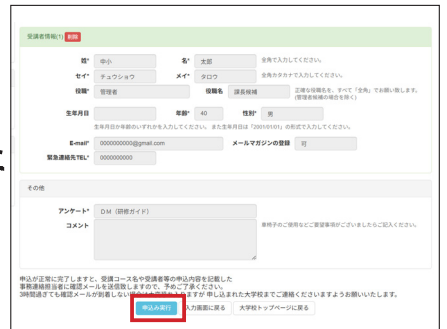 受講者情報(1) 削除
姓* 中小 名* 太郎 全角で入力してください。
セイ* チュウショウ メイ* タロウ 全角カタカナで入力してください。
役職* 管理者 役職名 課長候補 正確な役職名を、すべて「全角」でお願い致します。
(管理者候補の場合を除く)
生年月日 年齢* 40 性別* 男
生年月日か年齢のいずれかを入力してください。また生年月日は「2001/01/01」の形式で入力してください。
E-mail* 0000000000@gmail.com メールマガジンの登録 可
緊急連絡先TEL* 0000000000
その他
アンケート* DM（研修ガイド）
コメント 車椅子のご使用などご要望事項がございましたらご記入ください。
申込が正常に完了しますと、受講コース名や受講者等の申込内容を記載した
事務連絡担当者に確認メールを送信致しますので、予めご了承ください。
3時間過ぎても確認メールが到着しない場合は 申し込まれた大学校までご連絡くださいますようお願いいたします。
申込み実行 入力画面に戻る 大学校トップページに戻る